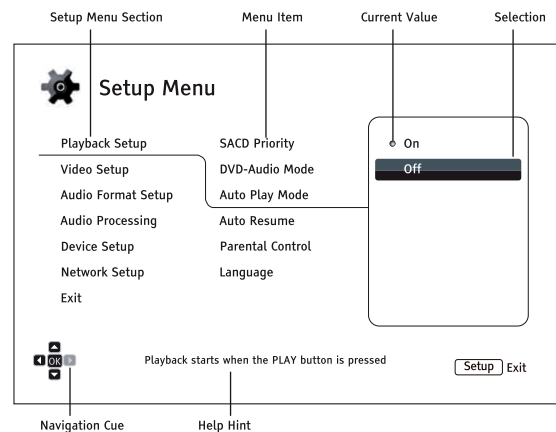 Setup Menu Section Menu Item Current Value Selection
Setup Menu
Playback Setup SACD Priority On
Video Setup DVD-Audio Mode Off
Audio Format Setup Auto Play Mode
Audio Processing Auto Resume
Device Setup Parental Control
Network Setup Language
Exit
OK Playback starts when the PLAY button is pressed Setup Exit
Navigation Cue Help Hint